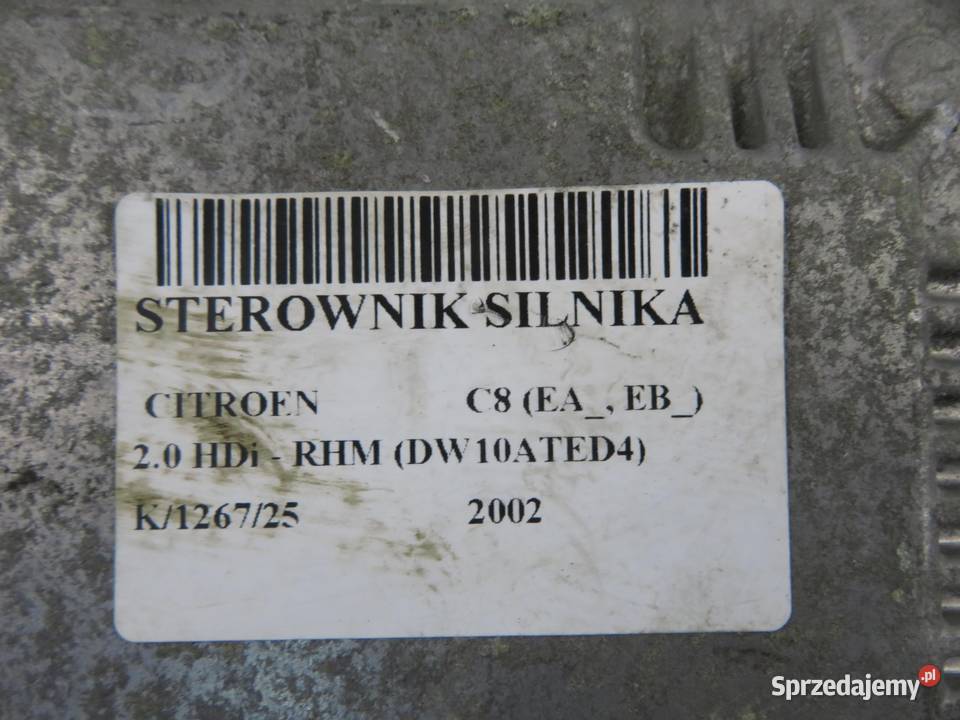 STEROWNIK SILNIKA
CITROEN C8 (EA_, EB_)
2.0 HDi - RHM (DW10ATED4)
K/1267/25 2002
Sprzedajemy.pl